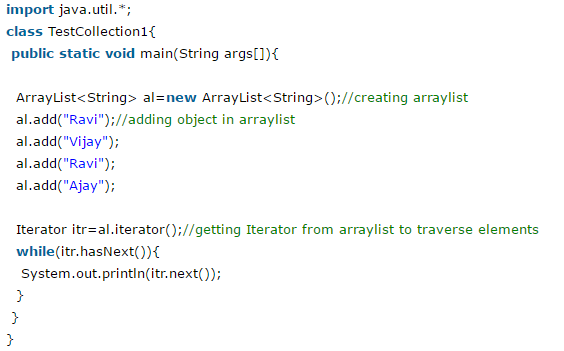 import java.util.*;
class TestCollection1{
 public static void main(String args[]){

  ArrayList<String> al=new ArrayList<String>();//creating arraylist
  al.add("Ravi");//adding object in arraylist
  al.add("Vijay");
  al.add("Ravi");
  al.add("Ajay");

  Iterator itr=al.iterator();//getting Iterator from arraylist to traverse elements
  while(itr.hasNext()){
   System.out.println(itr.next());
  }
 }
}